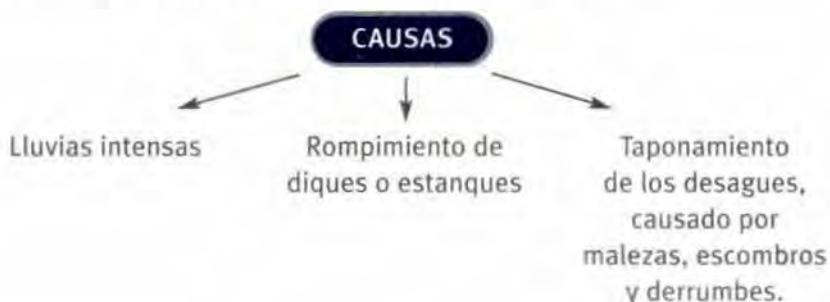 CAUSAS
Lluvias intensas
Rompimiento de
diques o estanques
Taponamiento
de los desagues,
causado por
malezas, escombros
y derrumbes.